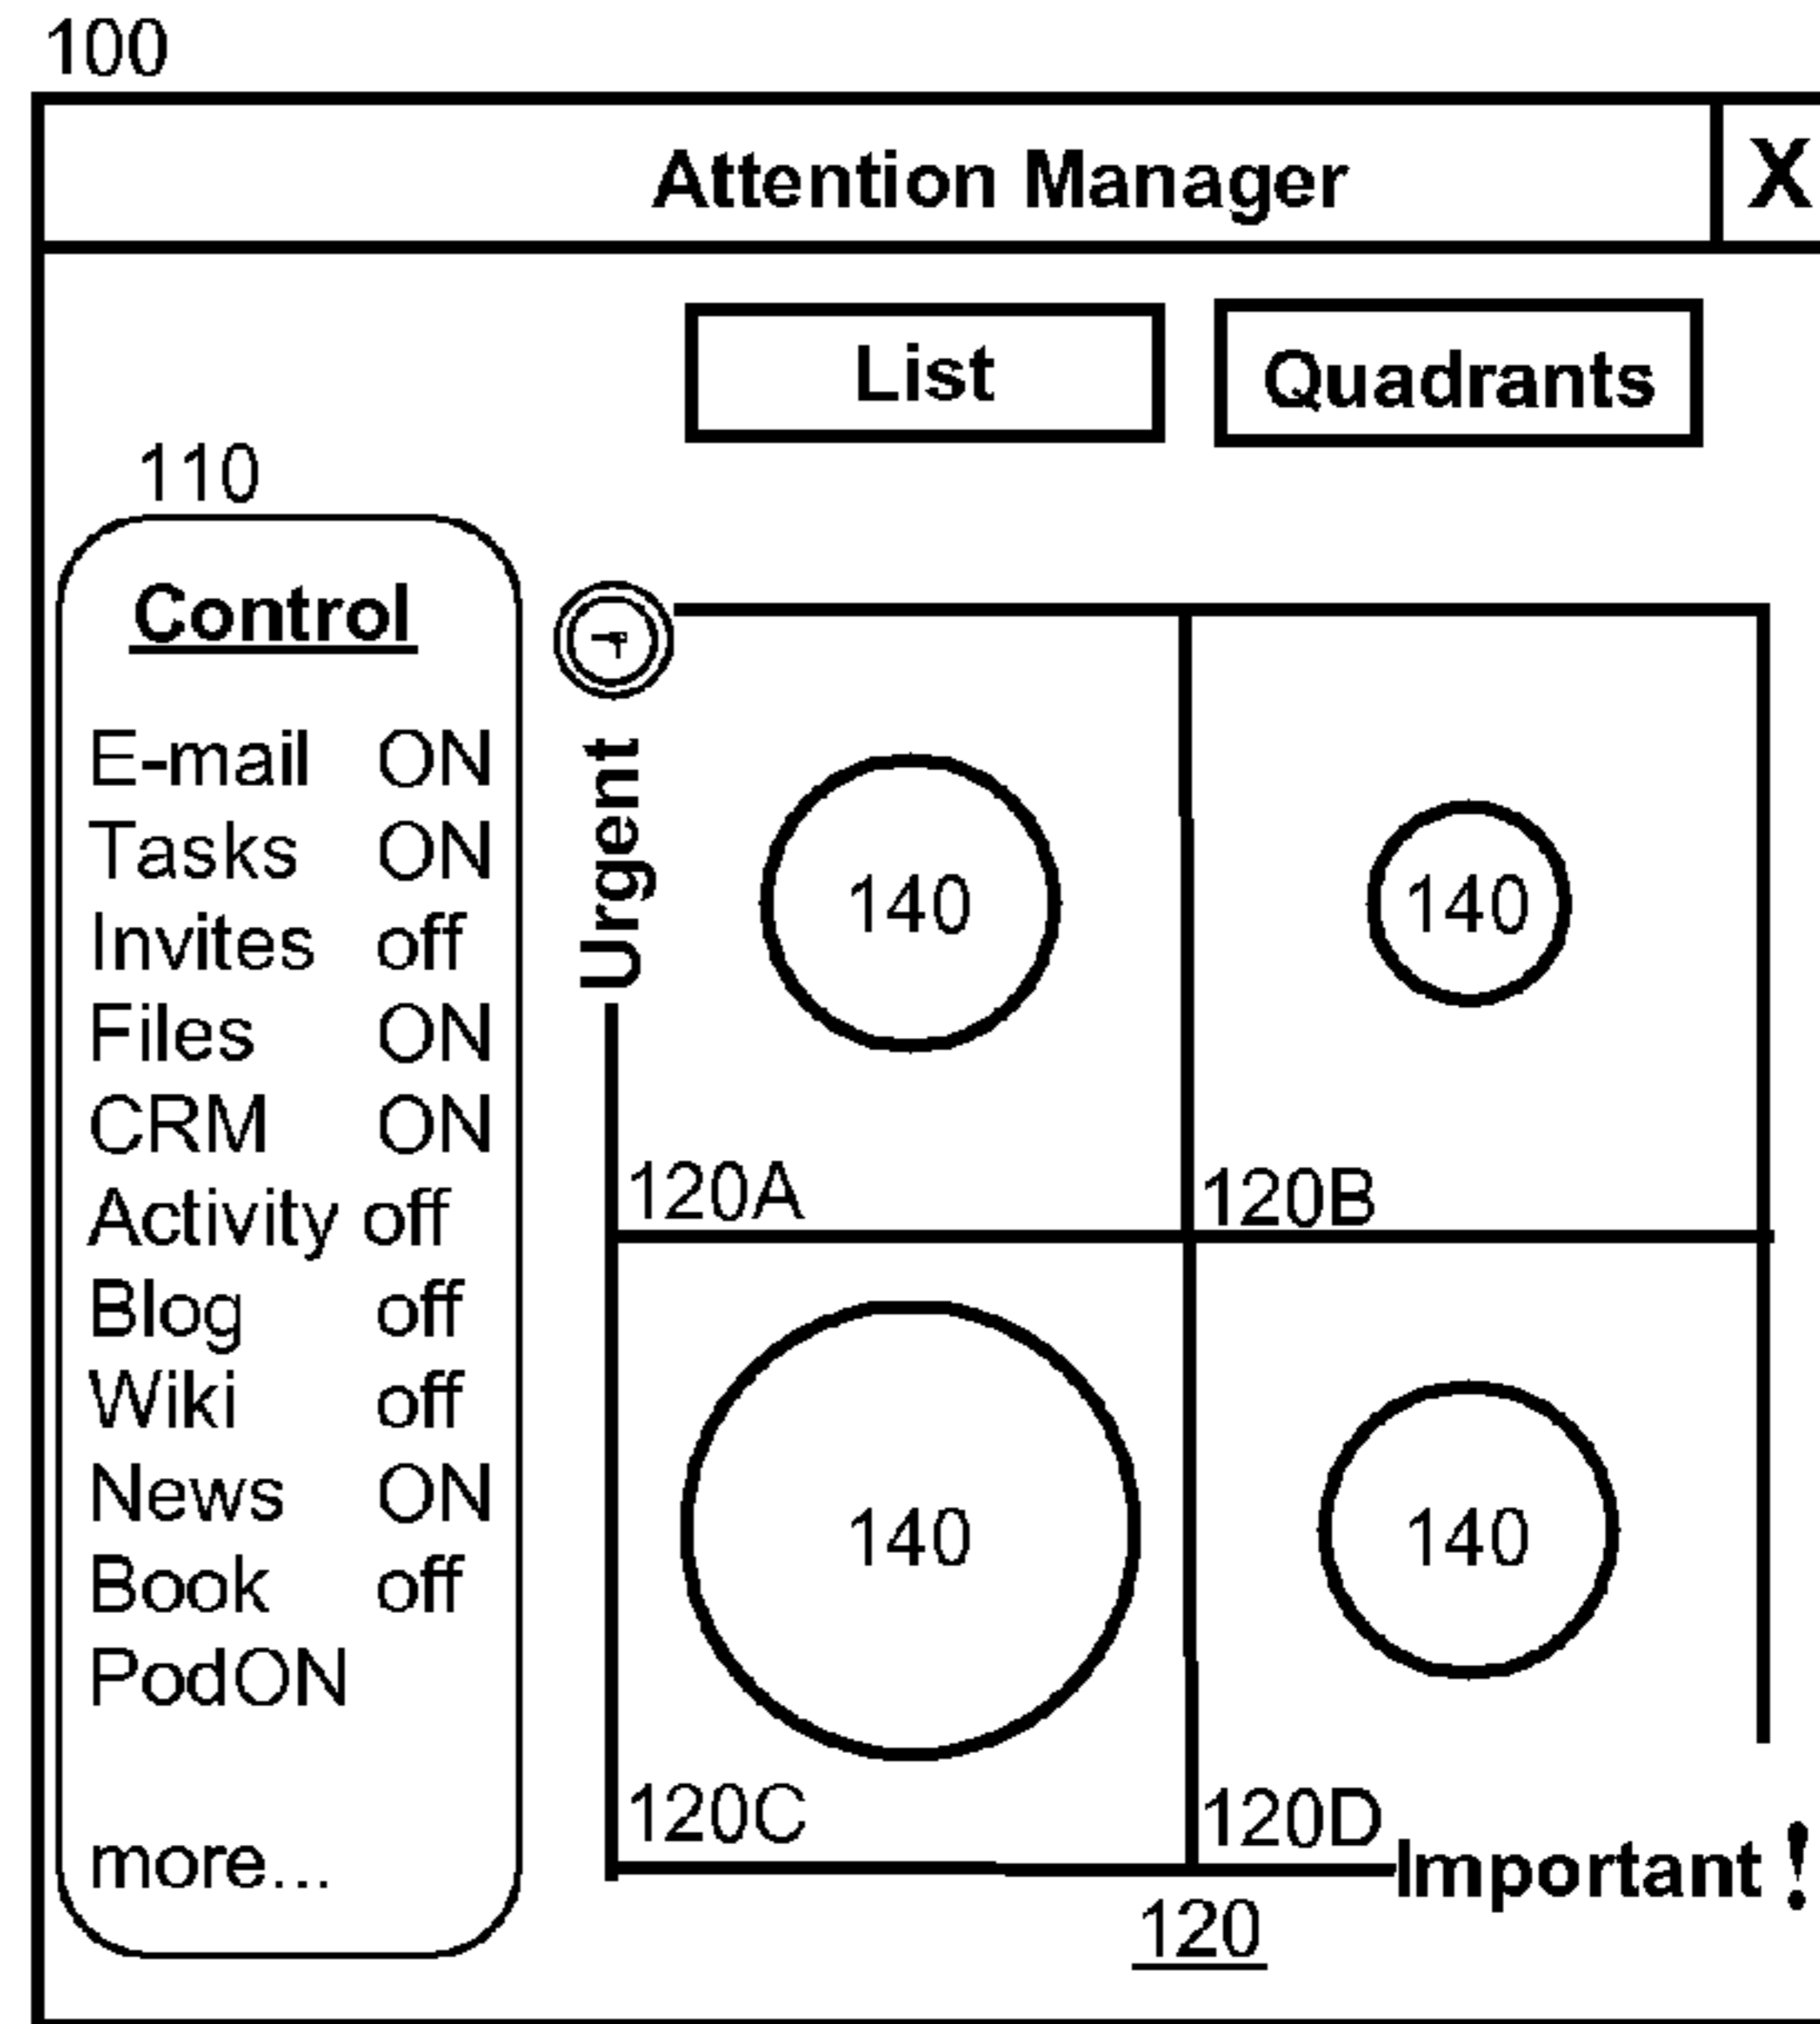 100
Attention Manager X
List Quadrants
110
Control
E-mail ON
Tasks ON
Invites off
Files ON
CRM ON
Activity off
Blog off
Wiki off
News ON
Book off
PodON
more...
Urgent
140 140
120A 120B
140 140
120C 120D
Important !
120